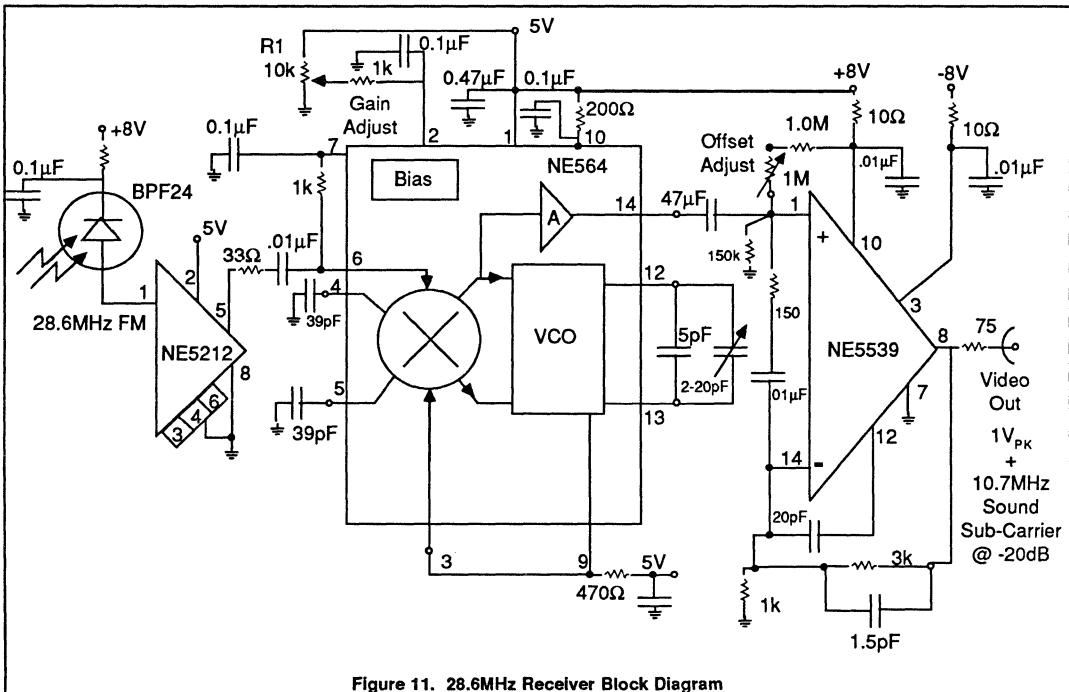 5V
R1
10k
1k
0.1µF
Gain
Adjust
0.47µF
0.1µF
200Ω
+8V
-8V
10Ω
10Ω
1.0M
Offset
Adjust
1M
.01µF
.01µF
+8V
0.1µF
BPF24
0.1µF
7
2
1
10
NE564
Bias
1k
A
14
47µF
1
+
150k
10
5V
2
33Ω
.01µF
6
4
39pF
5
1
28.6MHz FM
NE5212
8
3
4
6
5
39pF
VCO
12
5pF
2-20pF
13
150
01µF
3
NE5539
8
75
7
Video
Out
1VPK
+
10.7MHz
Sound
Sub-Carrier
@ -20dB
14
-
12
20pF
3
9
5V
470Ω
1k
3k
1.5pF
Figure 11. 28.6MHz Receiver Block Diagram